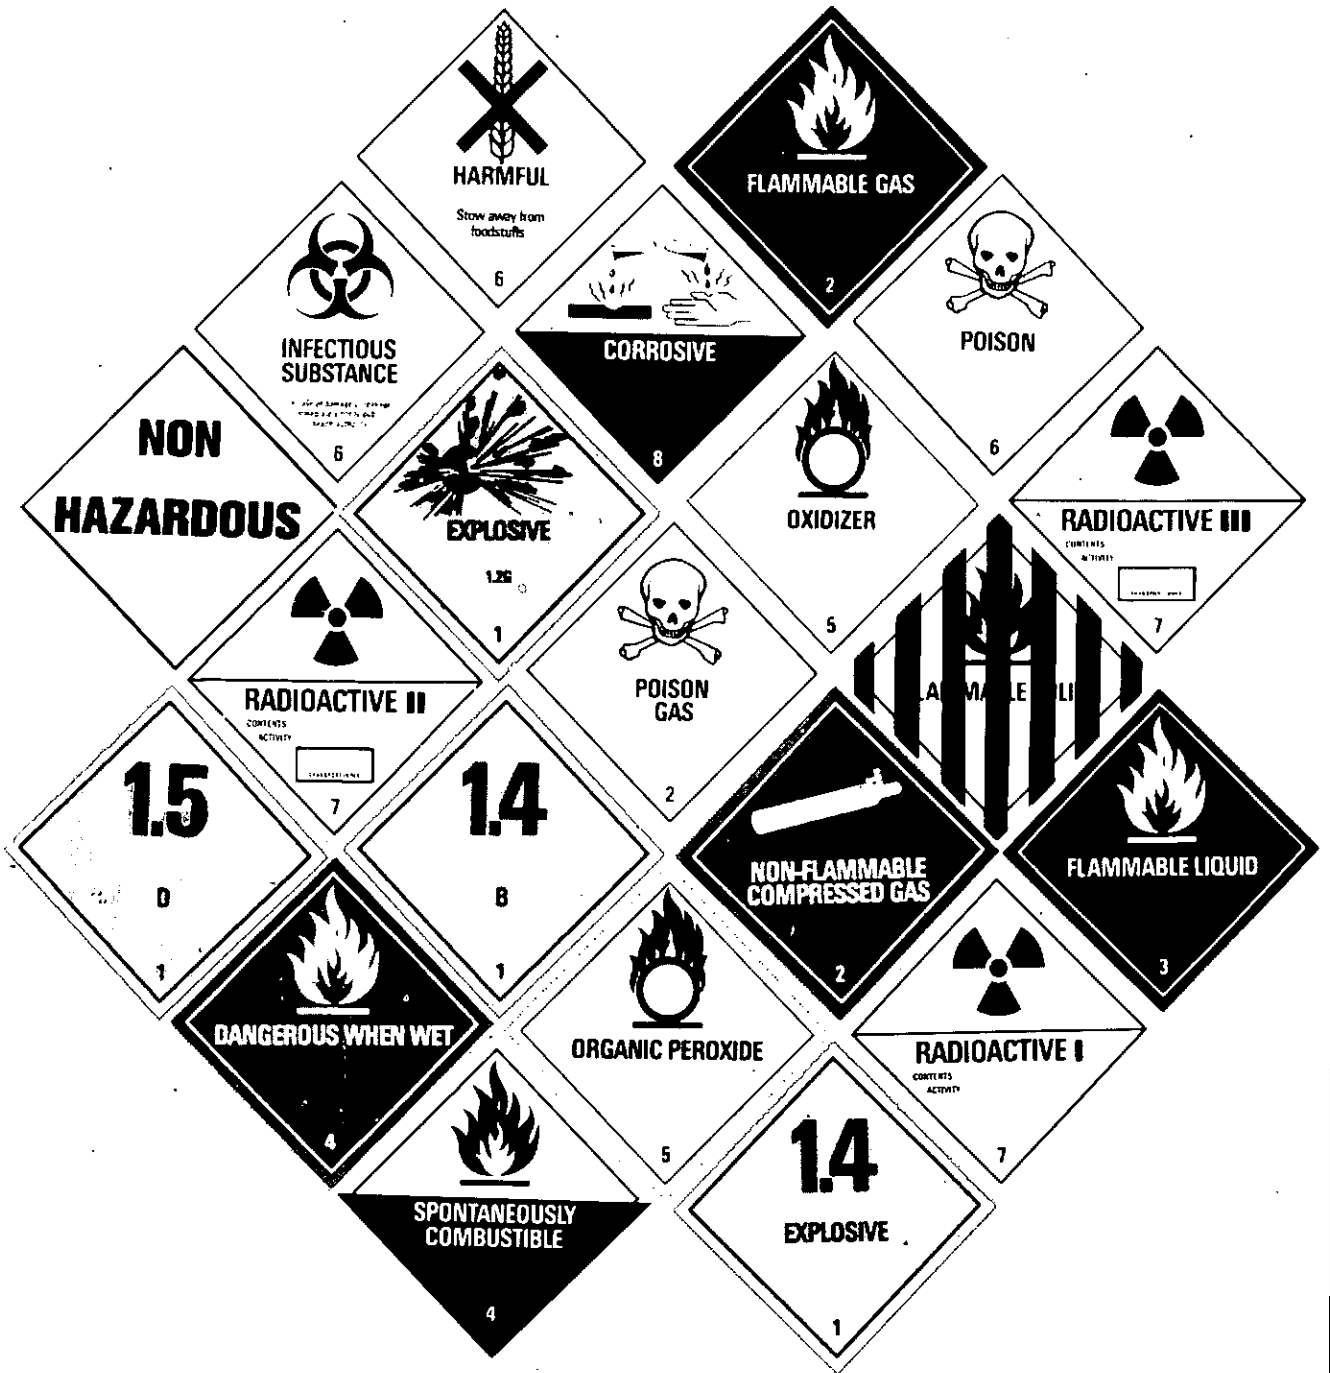 HARMFUL
Stow away from
foodstuffs
6
FLAMMABLE GAS
2
INFECTIOUS
SUBSTANCE
6
CORROSIVE
8
POISON
6
NON
HAZARDOUS
EXPLOSIVE
1.2G
1
OXIDIZER
5
RADIOACTIVE III
CONTENTS
ACTIVITY
7
RADIOACTIVE II
CONTENTS
ACTIVITY
7
POISON
GAS
2
1.5
D
1
1.4
B
1
NON-FLAMMABLE
COMPRESSED GAS
2
FLAMMABLE LIQUID
3
DANGEROUS WHEN WET
4
ORGANIC PEROXIDE
5
RADIOACTIVE I
CONTENTS
ACTIVITY
7
SPONTANEOUSLY
COMBUSTIBLE
4
1.4
EXPLOSIVE
1